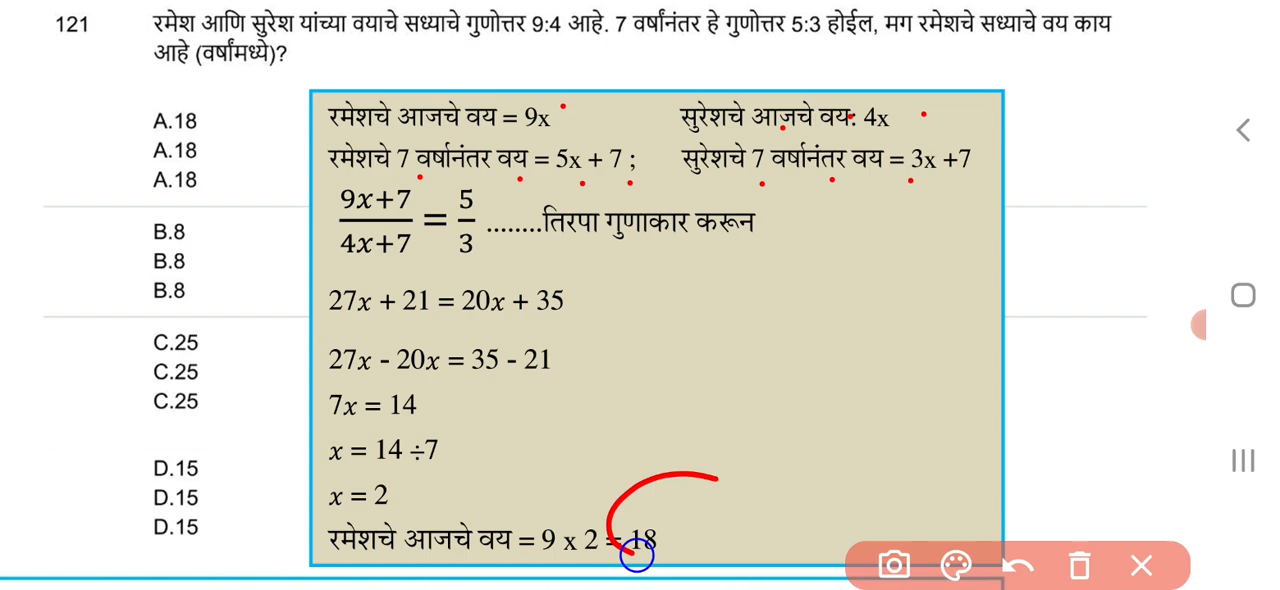 121 रमेश आणि सुरेश यांच्या वयाचे सध्याचे गुणोत्तर 9:4 आहे. 7 वर्षांनंतर हे गुणोत्तर 5:3 होईल, मग रमेशचे सध्याचे वय काय
आहे (वर्षांमध्ये)?
A.18
A.18
A.18
B.8
B.8
B.8
C.25
C.25
C.25
D.15
D.15
D.15
रमेशचे आजचे वय = 9x सुरेशचे आजचे वय: 4x
रमेशचे 7 वर्षानंतर वय = 5x + 7 ; सुरेशचे 7 वर्षानंतर वय = 3x +7
9x+7 / 4x+7 = 5 / 3 ........तिरपा गुणाकार करून
27x + 21 = 20x + 35
27x - 20x = 35 - 21
7x = 14
x = 14 ÷7
x = 2
रमेशचे आजचे वय = 9 x 2 = 18